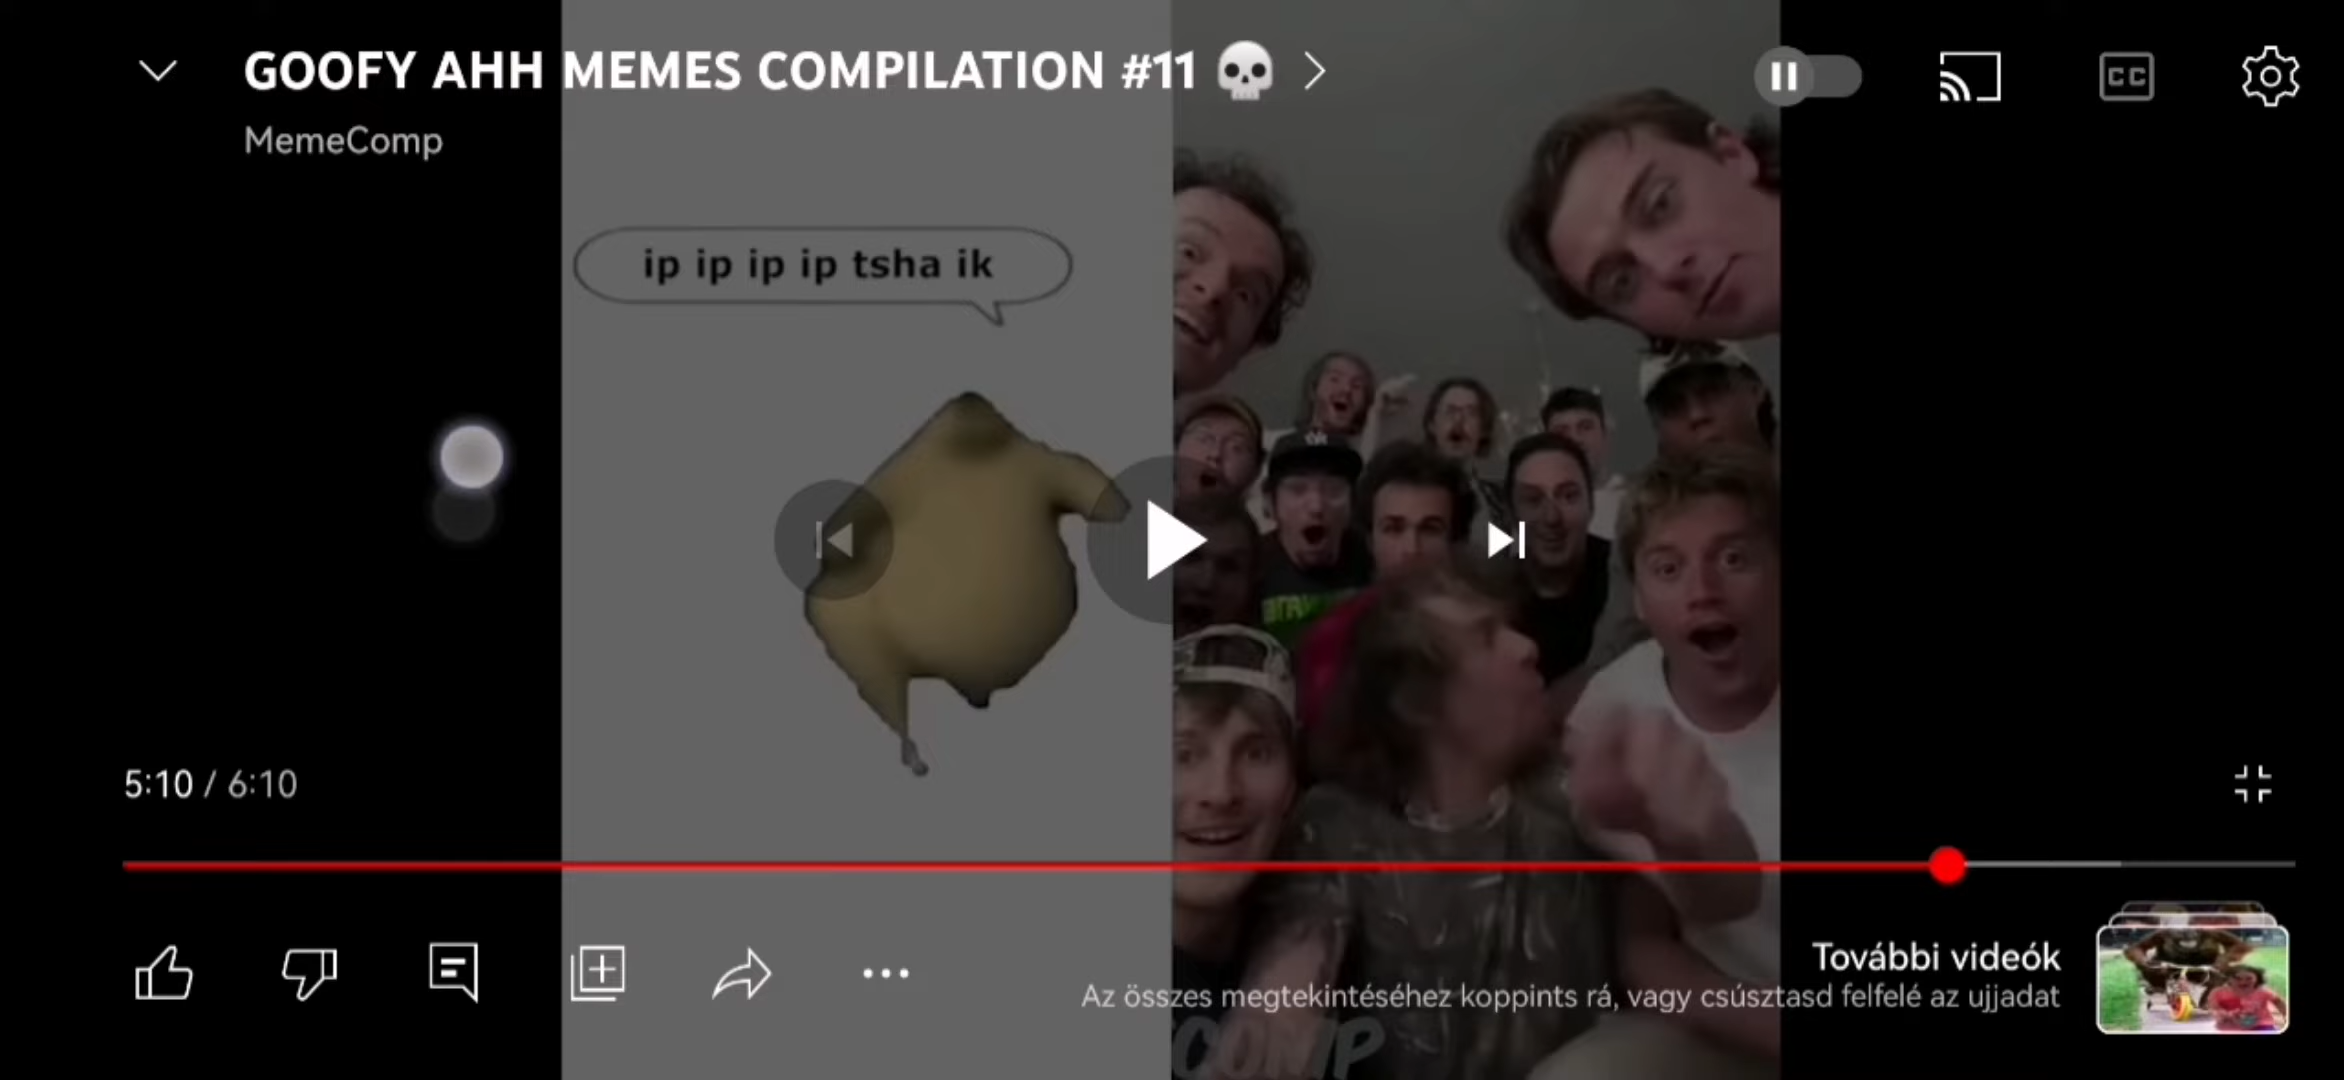 GOOFY AHH MEMES COMPILATION #11 💀
MemeComp
CC
ip ip ip ip tsha ik
5:10 / 6:10
További videók
Az összes megtekintéséhez koppints rá, vagy csúsztasd felfelé az ujjadat